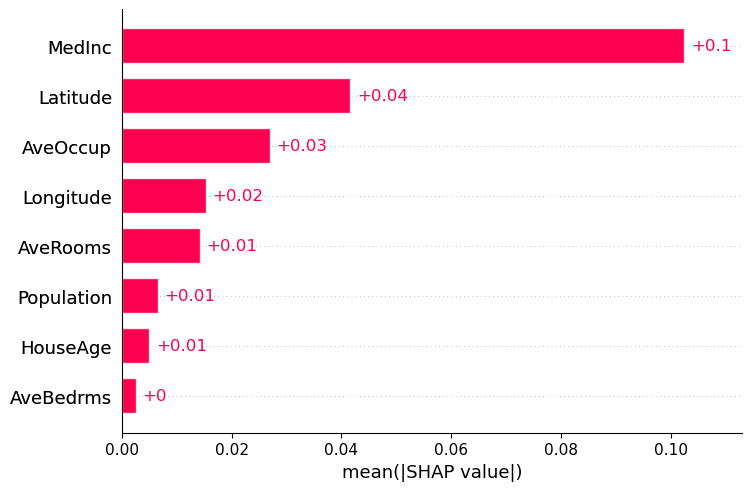 MedInc +0.1
Latitude +0.04
AveOccup +0.03
Longitude +0.02
AveRooms +0.01
Population +0.01
HouseAge +0.01
AveBedrms +0
0.00 0.02 0.04 0.06 0.08 0.10
mean(|SHAP value|)